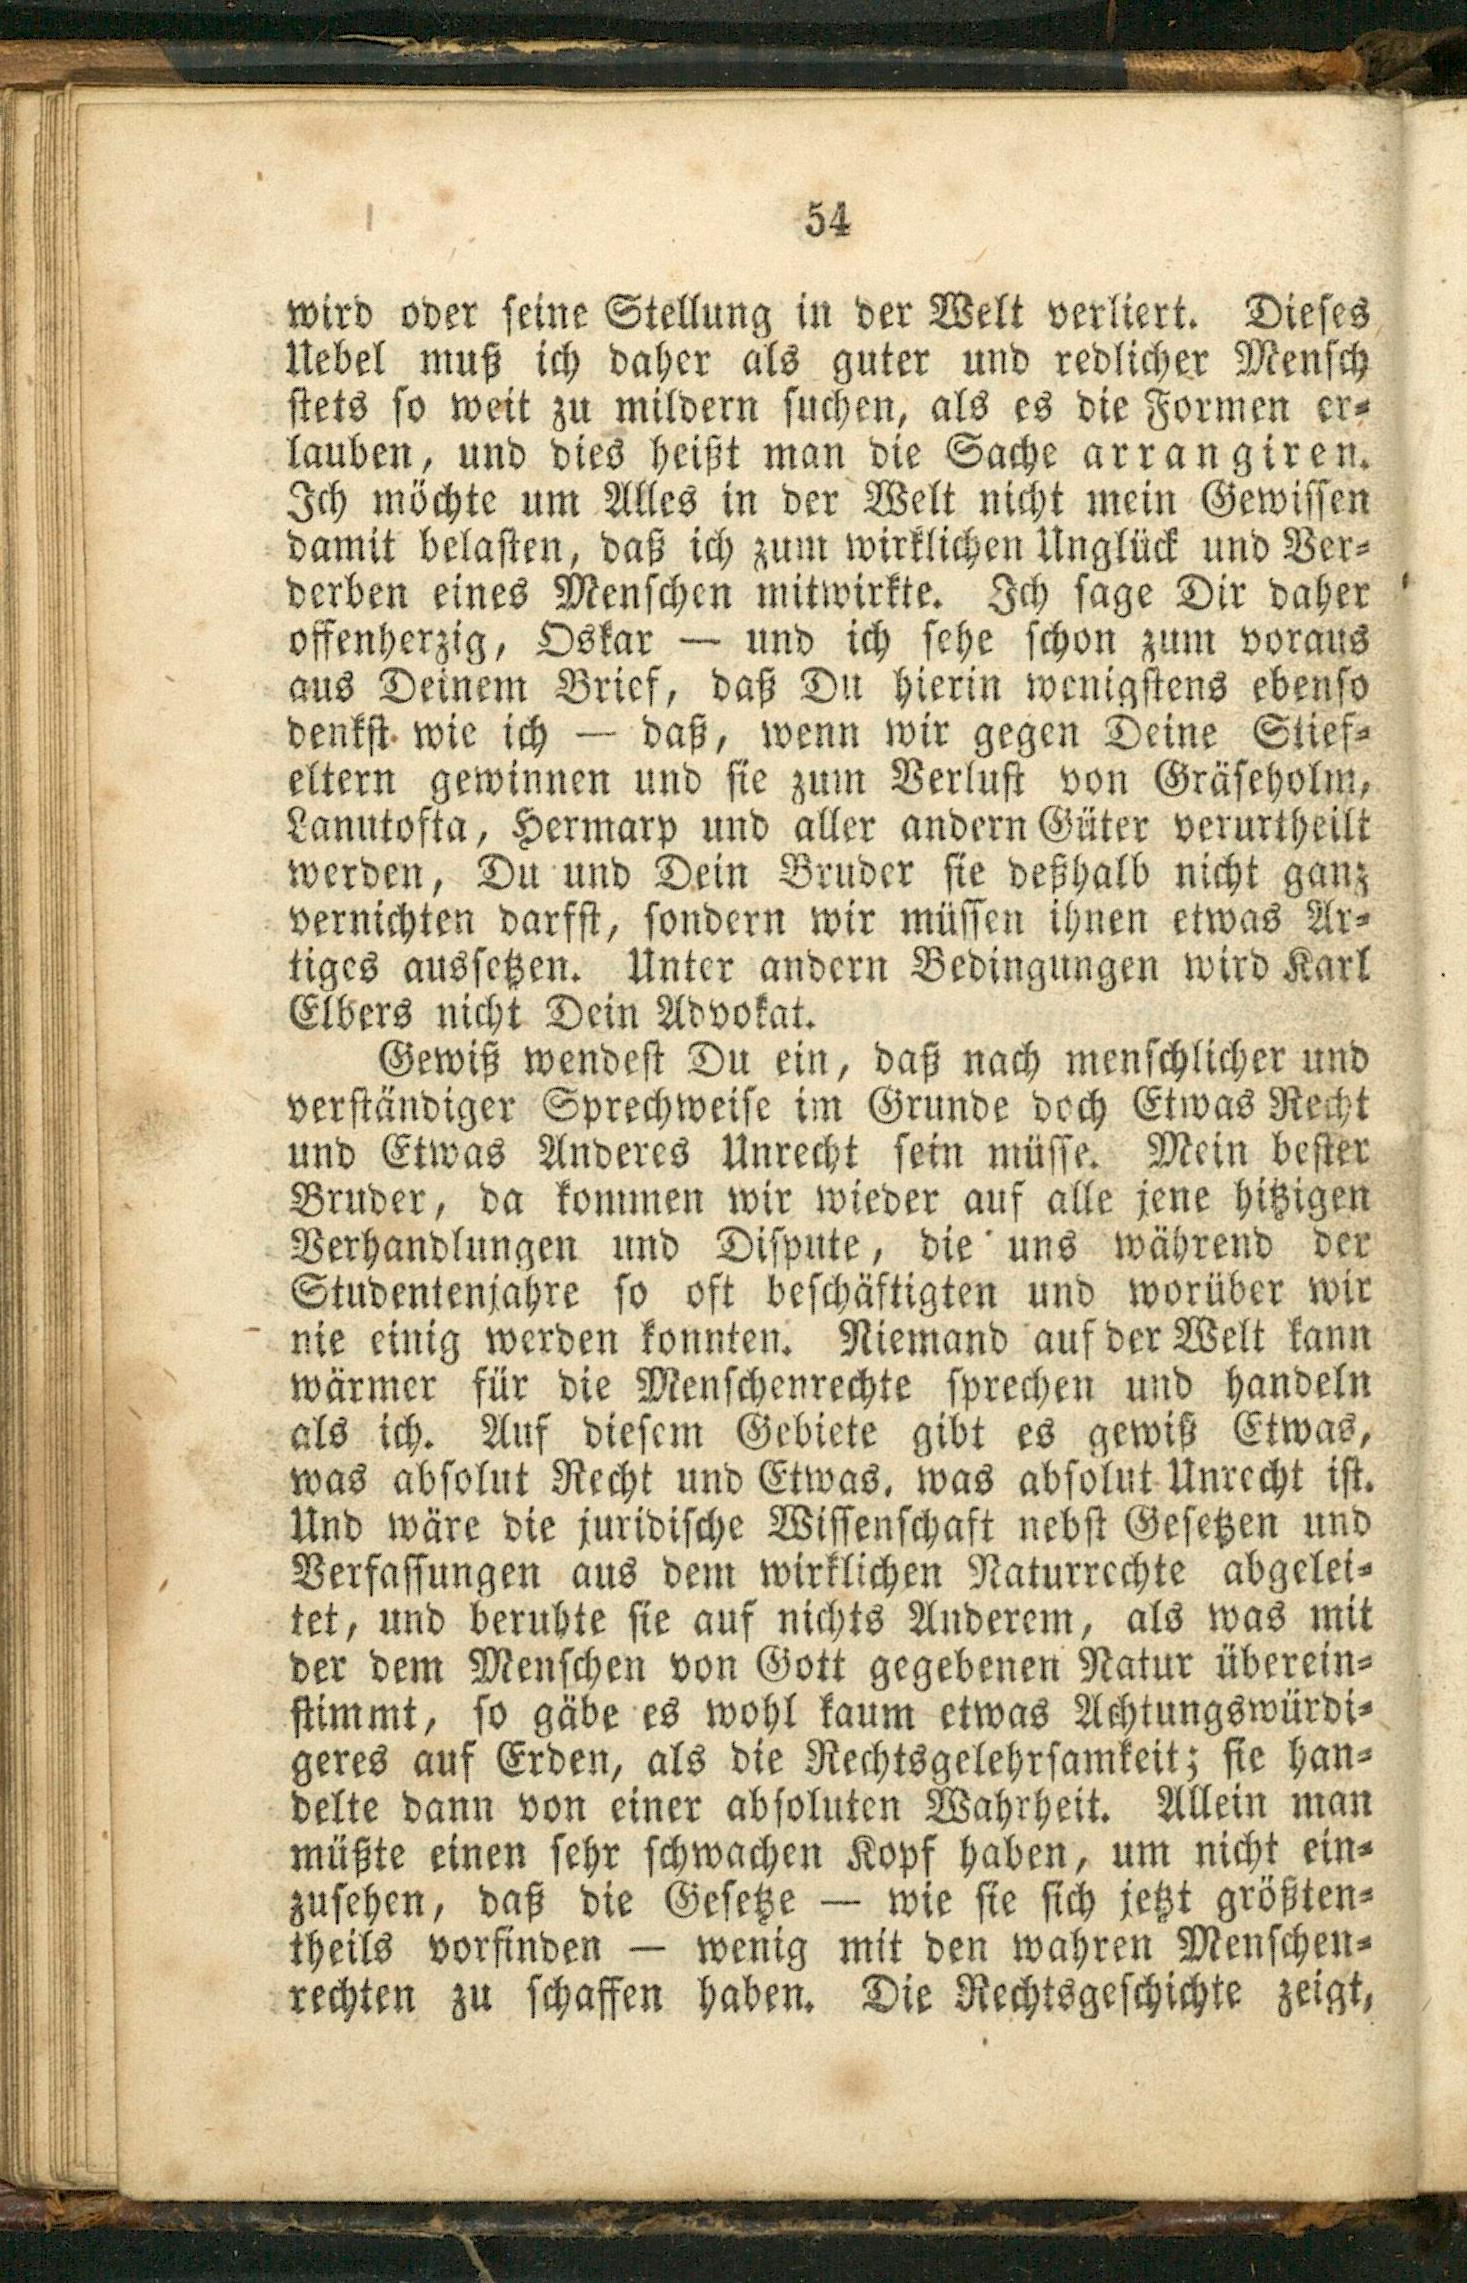 54
wird oder seine Stellung in der Welt verliert. Dieses
Uebel muß ich daher als guter und redlicher Mensch
stets so weit zu mildern suchen, als es die Formen er-
lauben, und dies heißt man die Sache arrangiren.
Ich möchte um Alles in der Welt nicht mein Gewissen
damit belasten, daß ich zum wirklichen Unglück und Ver-
derben eines Menschen mitwirkte. Ich sage Dir daher
offenherzig, Oskar — und ich sehe schon zum voraus
aus Deinem Brief, daß Du hierin wenigstens ebenso
denkst wie ich — daß, wenn wir gegen Deine Stief-
eltern gewinnen und sie zum Verlust von Gräseholm,
Lanutofta, Hermarp und aller andern Güter verurtheilt
werden, Du und Dein Bruder sie deßhalb nicht ganz
vernichten darfst, sondern wir müssen ihnen etwas Ar-
tiges aussetzen. Unter andern Bedingungen wird Karl
Elbers nicht Dein Advokat.
Gewiß wendest Du ein, daß nach menschlicher und
verständiger Sprechweise im Grunde doch Etwas Recht
und Etwas Anderes Unrecht sein müsse. Mein bester
Bruder, da kommen wir wieder auf alle jene hitzigen
Verhandlungen und Dispute, die uns während der
Studentenjahre so oft beschäftigten und worüber wir
nie einig werden konnten. Niemand auf der Welt kann
wärmer für die Menschenrechte sprechen und handeln
als ich. Auf diesem Gebiete gibt es gewiß Etwas,
was absolut Recht und Etwas, was absolut Unrecht ist.
Und wäre die juridische Wissenschaft nebst Gesetzen und
Verfassungen aus dem wirklichen Naturrechte abgelei-
tet, und beruhte sie auf nichts Anderem, als was mit
der dem Menschen von Gott gegebenen Natur überein-
stimmt, so gäbe es wohl kaum etwas Achtungswürdi-
geres auf Erden, als die Rechtsgelehrsamkeit; sie han-
delte dann von einer absoluten Wahrheit. Allein man
müßte einen sehr schwachen Kopf haben, um nicht ein-
zusehen, daß die Gesetze — wie sie sich jetzt größten-
theils vorfinden — wenig mit den wahren Menschen-
rechten zu schaffen haben. Die Rechtsgeschichte zeigt,